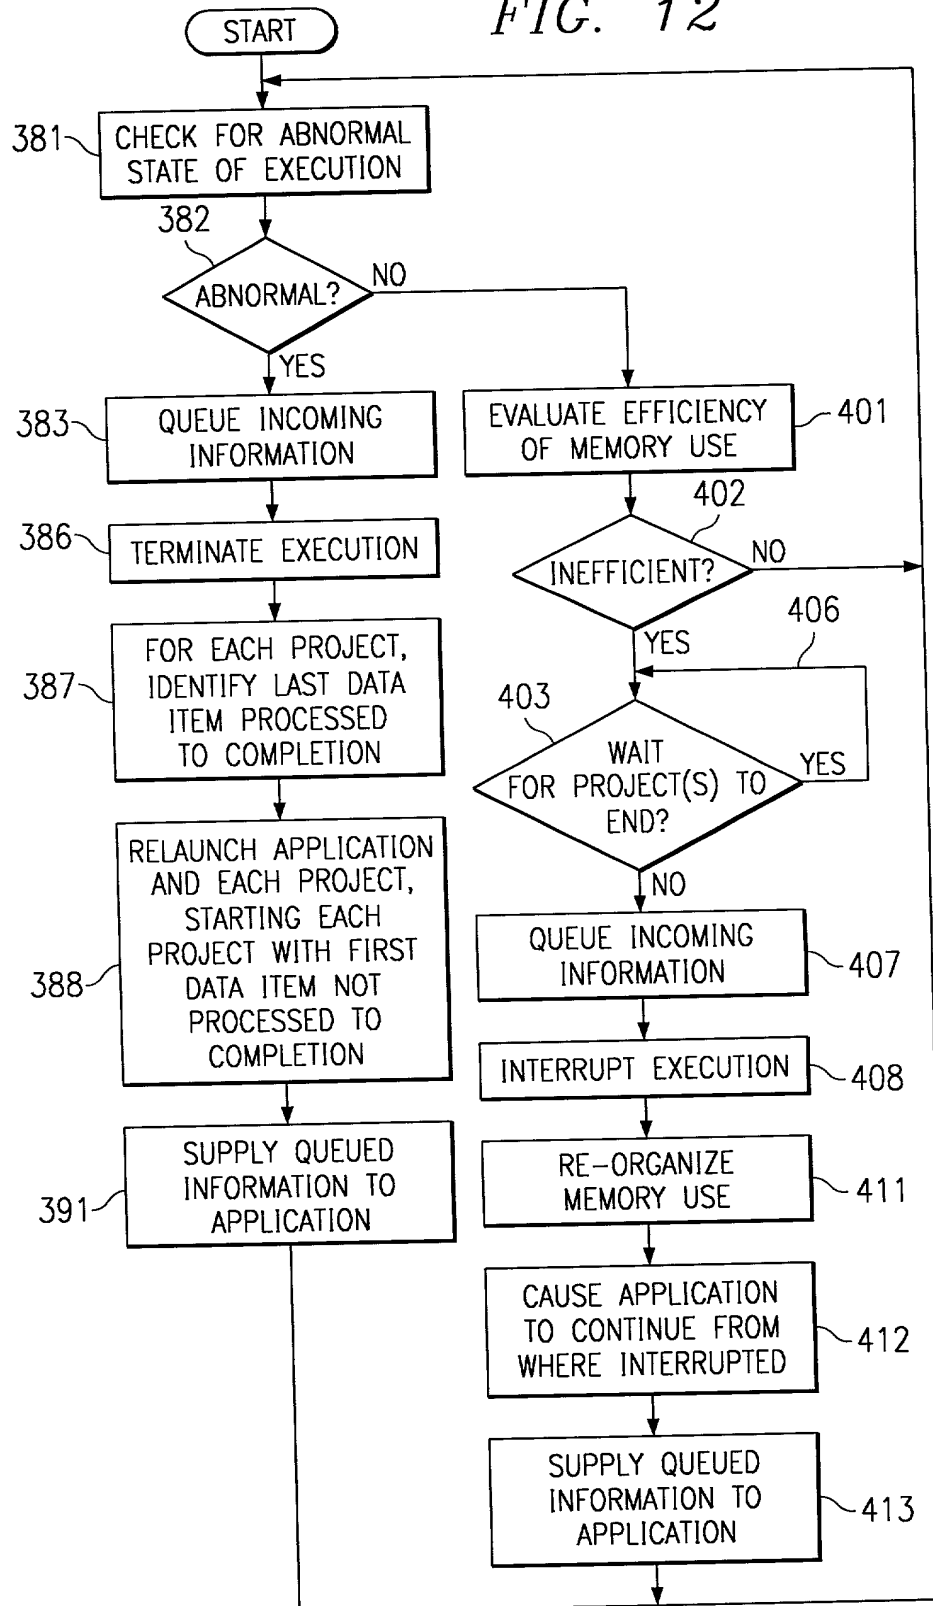 FIG. 12
START
381
CHECK FOR ABNORMAL
STATE OF EXECUTION
382
ABNORMAL?
NO
YES
383
QUEUE INCOMING
INFORMATION
386
TERMINATE EXECUTION
387
FOR EACH PROJECT,
IDENTIFY LAST DATA
ITEM PROCESSED
TO COMPLETION
388
RELAUNCH APPLICATION
AND EACH PROJECT,
STARTING EACH
PROJECT WITH FIRST
DATA ITEM NOT
PROCESSED TO
COMPLETION
391
SUPPLY QUEUED
INFORMATION TO
APPLICATION
EVALUATE EFFICIENCY
OF MEMORY USE
401
402
INEFFICIENT?
NO
YES
406
403
WAIT
FOR PROJECT(S) TO
END?
YES
NO
QUEUE INCOMING
INFORMATION
407
INTERRUPT EXECUTION
408
RE-ORGANIZE
MEMORY USE
411
CAUSE APPLICATION
TO CONTINUE FROM
WHERE INTERRUPTED
412
SUPPLY QUEUED
INFORMATION TO
APPLICATION
413